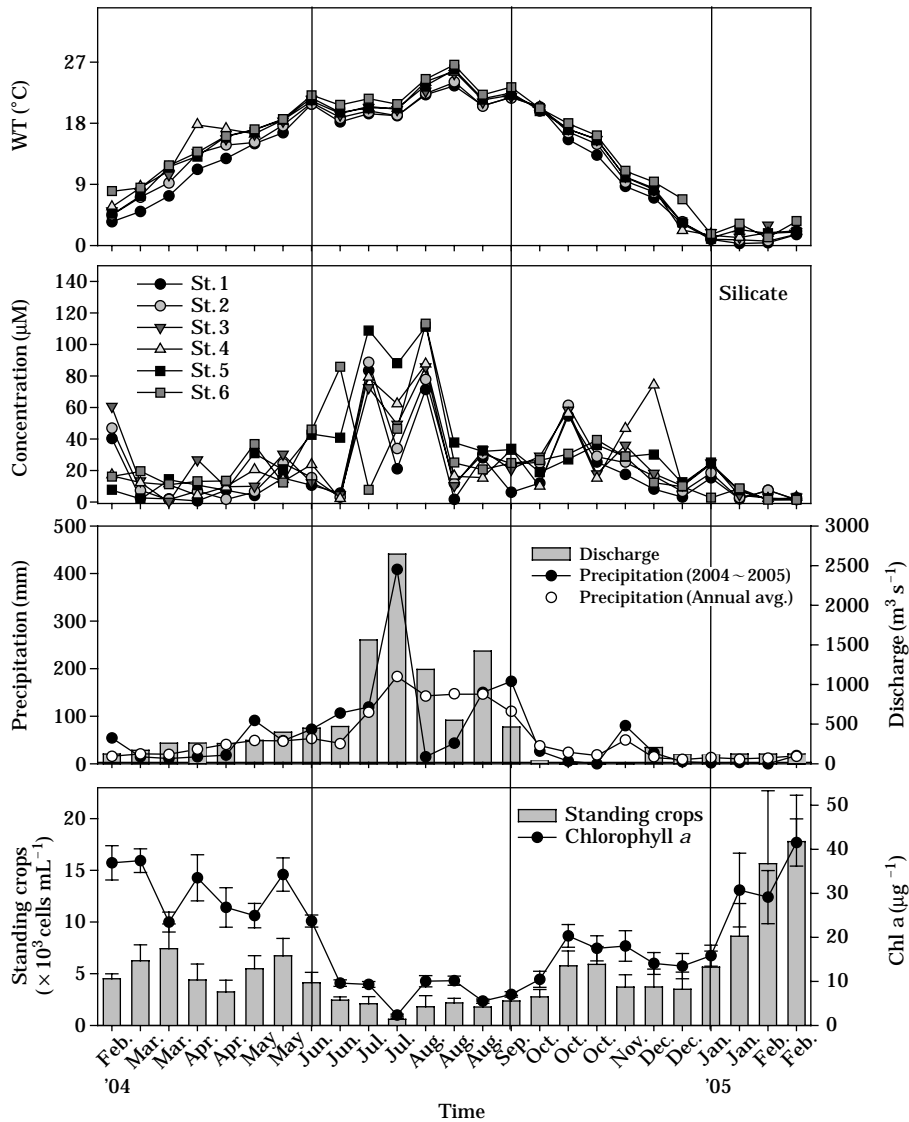 WT (°C)
27
18
9
0
Concentration (μM)
140
120
100
80
60
40
20
0
St. 1
St. 2
St. 3
St. 4
St. 5
St. 6
Silicate
Precipitation (mm)
500
400
300
200
100
0
Discharge
Precipitation (2004~2005)
Precipitation (Annual avg.)
3000
2500
2000
1500
1000
500
0
Discharge (m³ s⁻¹)
Standing crops
(×10³ cells mL⁻¹)
20
15
10
5
0
Standing crops
Chlorophyll a
50
40
30
20
10
0
Chl a (μg⁻¹)
Feb. Mar. Mar. Apr. Apr. May May Jun. Jun. Jul. Jul. Aug. Aug. Aug. Sep. Oct. Oct. Oct. Nov. Dec. Dec. Jan. Jan. Feb. Feb.
'04 '05
Time